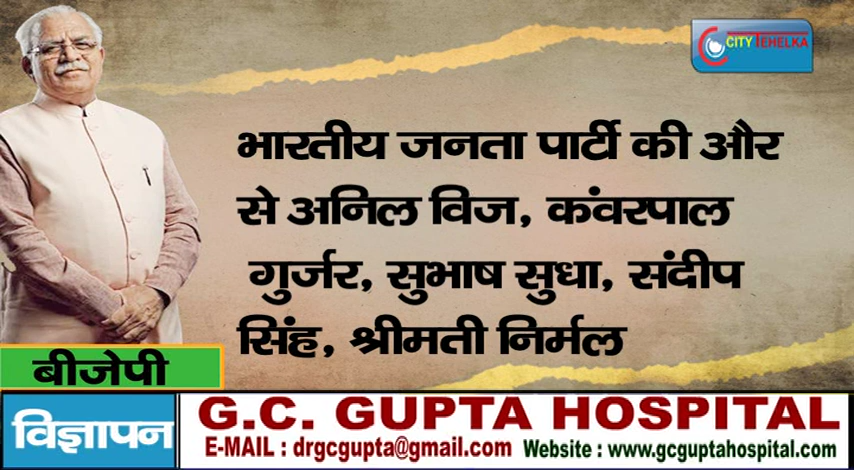 CITY TEHELKA
भारतीय जनता पार्टी की और
से अनिल विज, कंवरपाल
गुर्जर, सुभाष सुधा, संदीप
सिंह, श्रीमती निर्मल
बीजेपी
विज्ञापन
G.C. GUPTA HOSPITAL
E-MAIL : drgcgupta@gmail.com Website : www.gcguptahospital.com